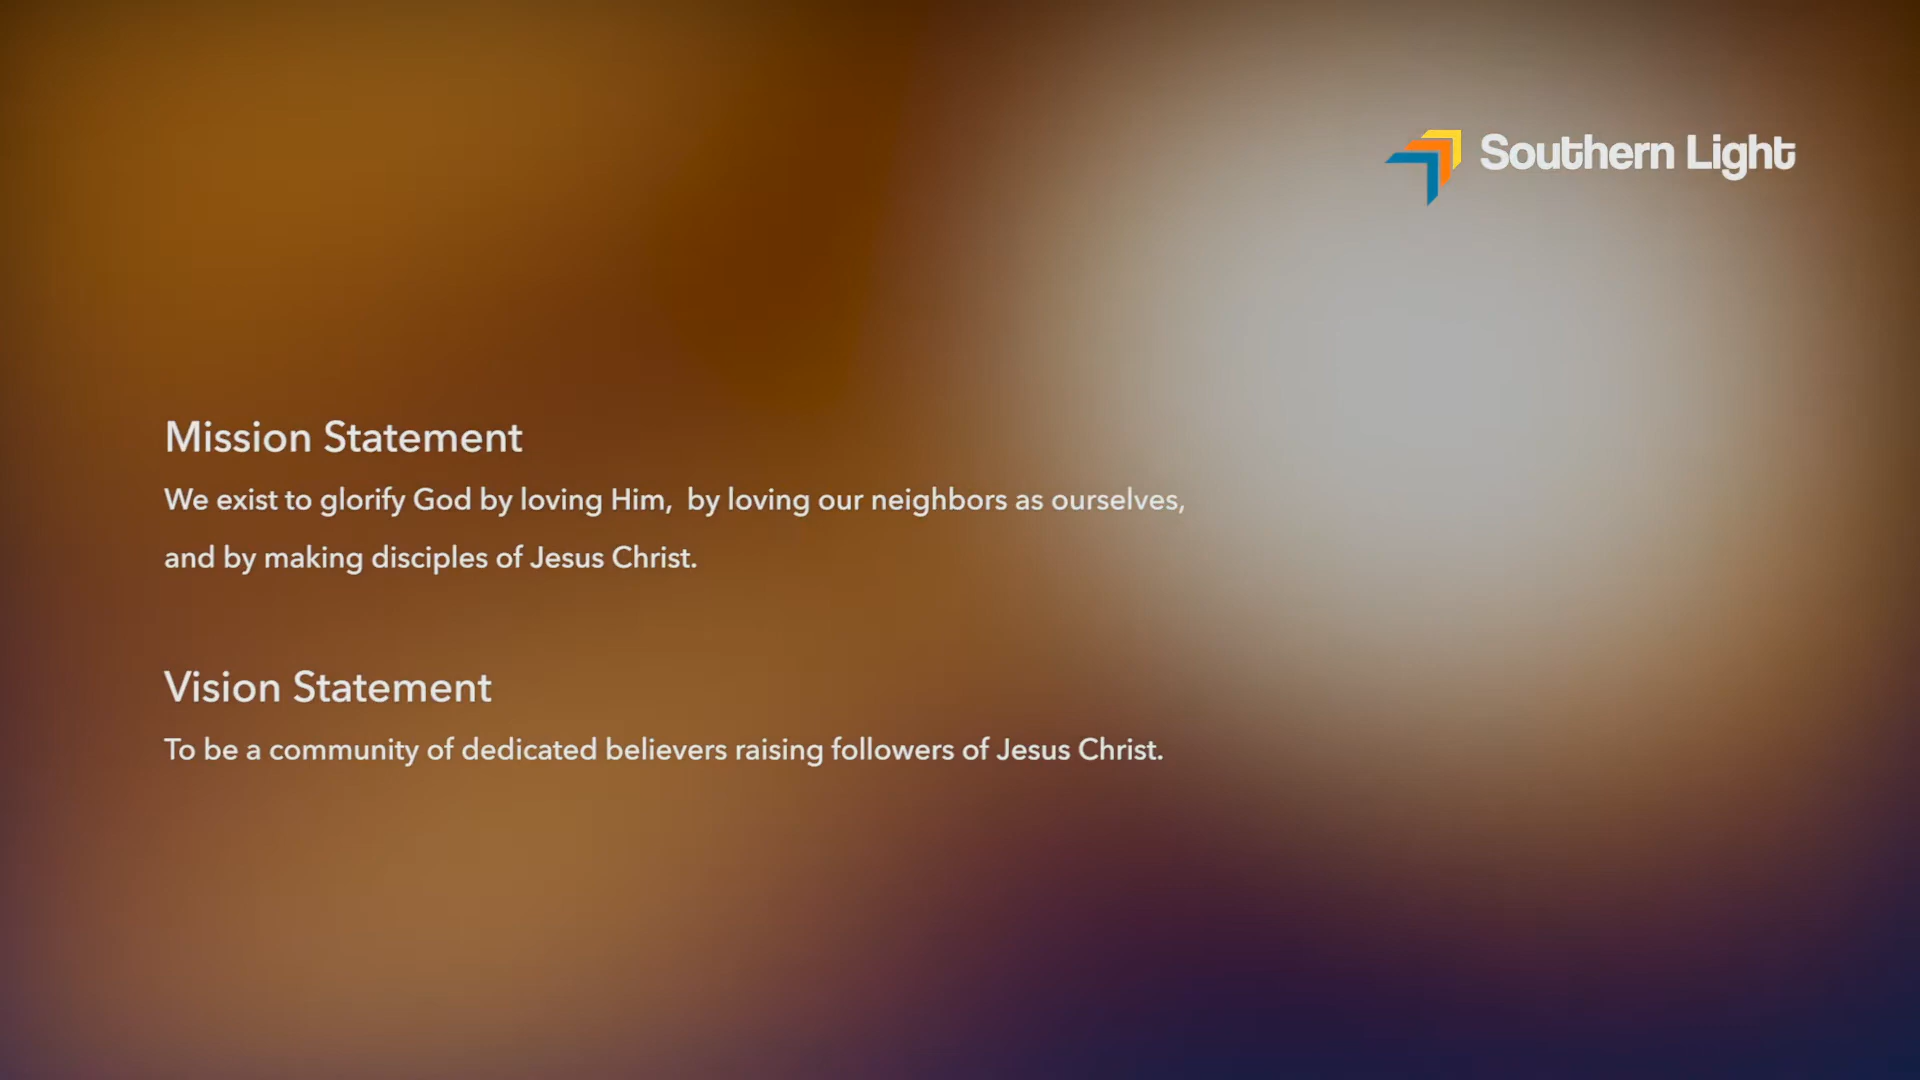 Southern Light
Mission Statement
We exist to glorify God by loving Him,  by loving our neighbors as ourselves,
and by making disciples of Jesus Christ.
Vision Statement
To be a community of dedicated believers raising followers of Jesus Christ.